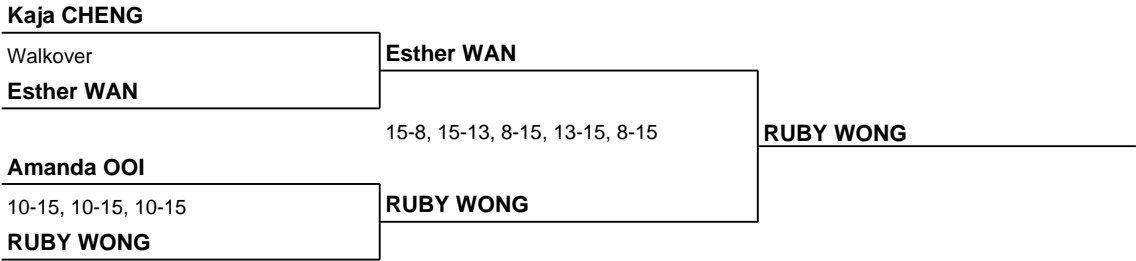 Kaja CHENG
Walkover
Esther WAN
Esther WAN
15-8, 15-13, 8-15, 13-15, 8-15
RUBY WONG
Amanda OOI
10-15, 10-15, 10-15
RUBY WONG
RUBY WONG